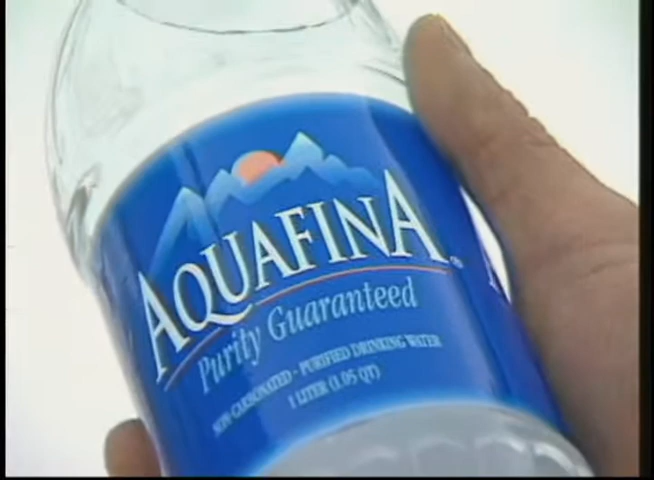 AQUAFINA
Purity Guaranteed
NON-CARBONATED - PURIFIED DRINKING WATER
1 LITER (1.05 QT)